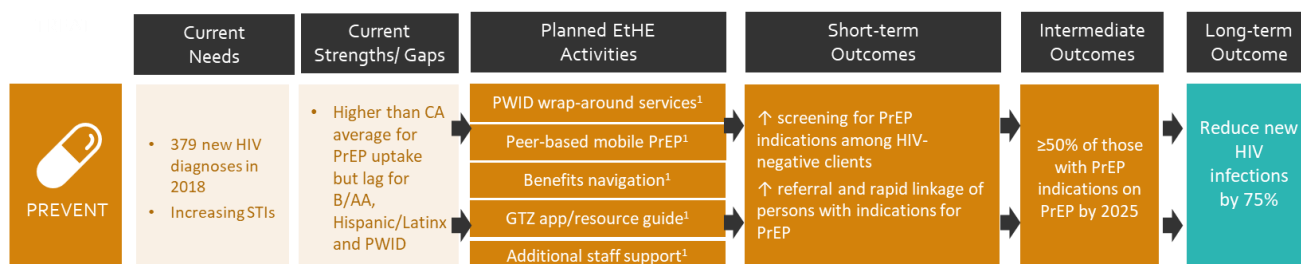 Current
Needs
Current
Strengths/ Gaps
Planned EtHE
Activities
Short-term
Outcomes
Intermediate
Outcomes
Long-term
Outcome
PREVENT
• 379 new HIV
diagnoses in
2018
• Increasing STIs
• Higher than CA
average for
PrEP uptake
but lag for
B/AA,
Hispanic/Latinx
and PWID
PWID wrap-around services¹
Peer-based mobile PrEP¹
Benefits navigation¹
GTZ app/resource guide¹
Additional staff support¹
↑ screening for PrEP
indications among HIV-
negative clients
↑ referral and rapid linkage of
persons with indications for
PrEP
≥50% of those
with PrEP
indications on
PrEP by 2025
Reduce new
HIV
infections
by 75%